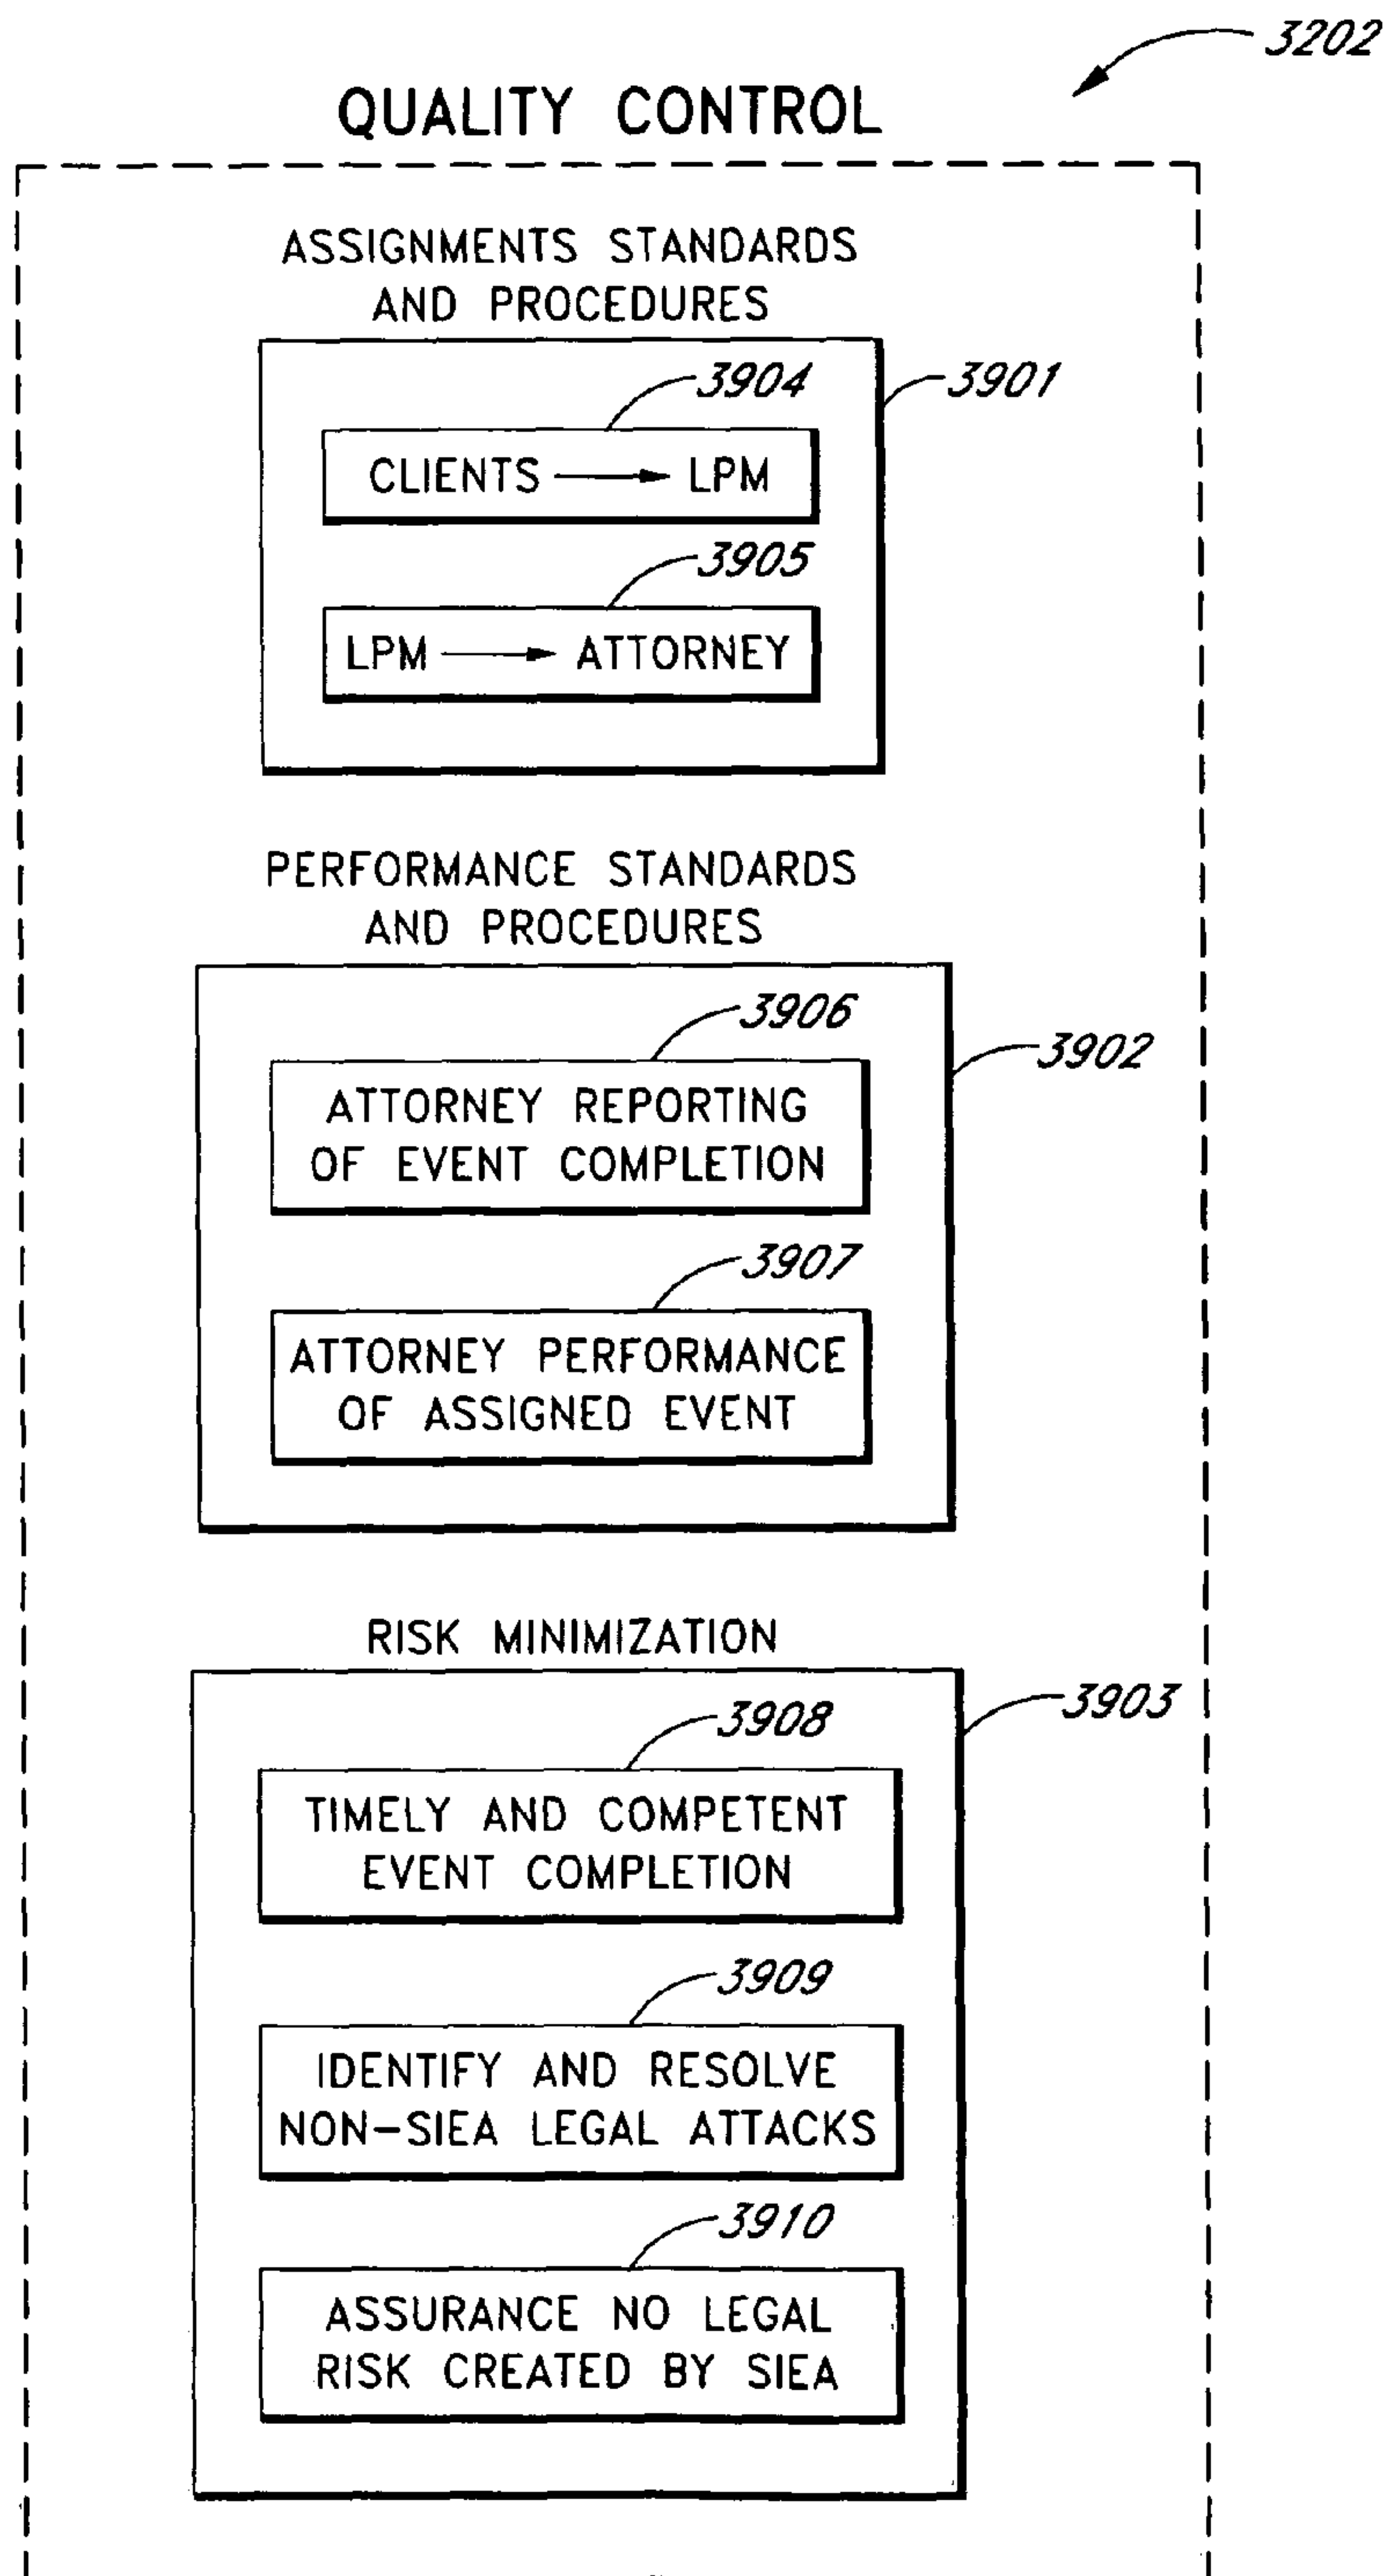 3202
QUALITY CONTROL
ASSIGNMENTS STANDARDS
AND PROCEDURES
3904
3901
CLIENTS → LPM
3905
LPM → ATTORNEY
PERFORMANCE STANDARDS
AND PROCEDURES
3906
3902
ATTORNEY REPORTING
OF EVENT COMPLETION
3907
ATTORNEY PERFORMANCE
OF ASSIGNED EVENT
RISK MINIMIZATION
3903
3908
TIMELY AND COMPETENT
EVENT COMPLETION
3909
IDENTIFY AND RESOLVE
NON-SIEA LEGAL ATTACKS
3910
ASSURANCE NO LEGAL
RISK CREATED BY SIEA